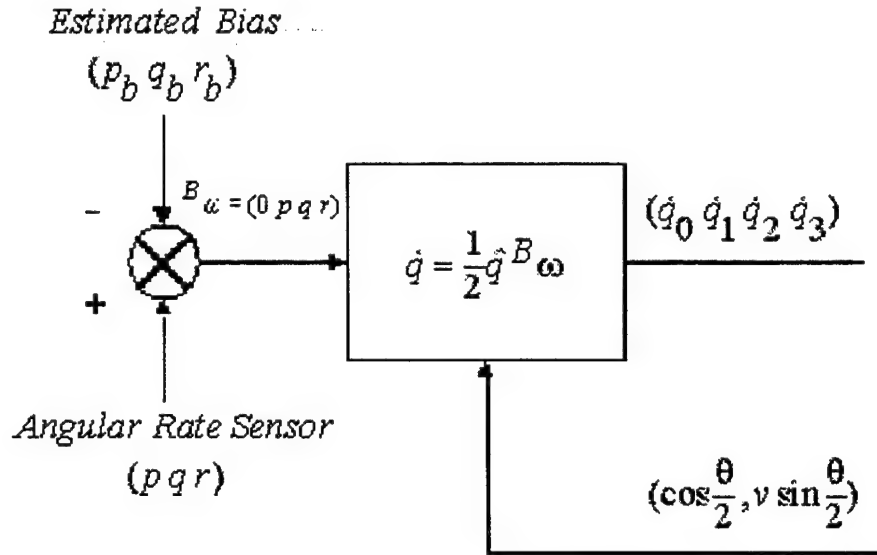 Estimated Bias
(p_b q_b r_b)
B ω = (0 p q r)
-
+
q̇ = 1/2 q̂ ᴮω
(q̇_0 q̇_1 q̇_2 q̇_3)
Angular Rate Sensor
(p q r)
(cos θ/2, v sin θ/2)